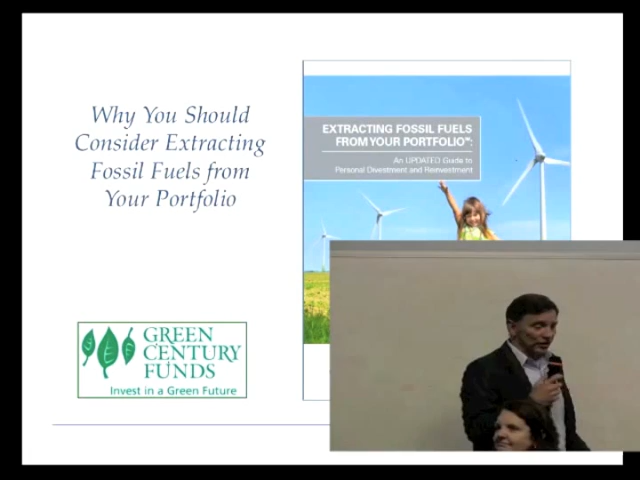 Why You Should
Consider Extracting
Fossil Fuels from
Your Portfolio
EXTRACTING FOSSIL FUELS
FROM YOUR PORTFOLIO℠:
An UPDATED Guide to
Personal Divestment and Reinvestment
GREEN
CENTURY
FUNDS
Invest in a Green Future